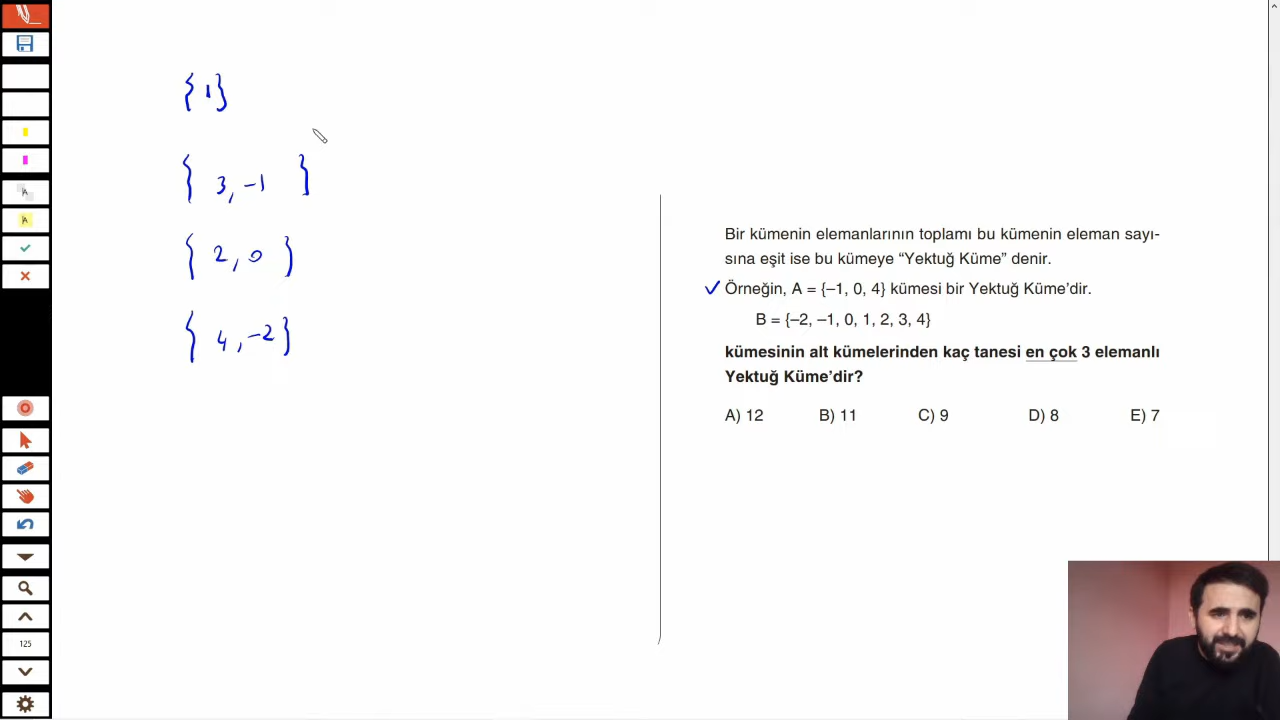 {1}
{3, -1}
{2, 0}
{4, -2}
Bir kümenin elemanlarının toplamı bu kümenin eleman sayı-
sına eşit ise bu kümeye “Yektuğ Küme” denir.
✓ Örneğin, A = {–1, 0, 4} kümesi bir Yektuğ Küme’dir.
B = {–2, –1, 0, 1, 2, 3, 4}
kümesinin alt kümelerinden kaç tanesi en çok 3 elemanlı
Yektuğ Küme’dir?
A) 12 B) 11 C) 9 D) 8 E) 7
A
A
125